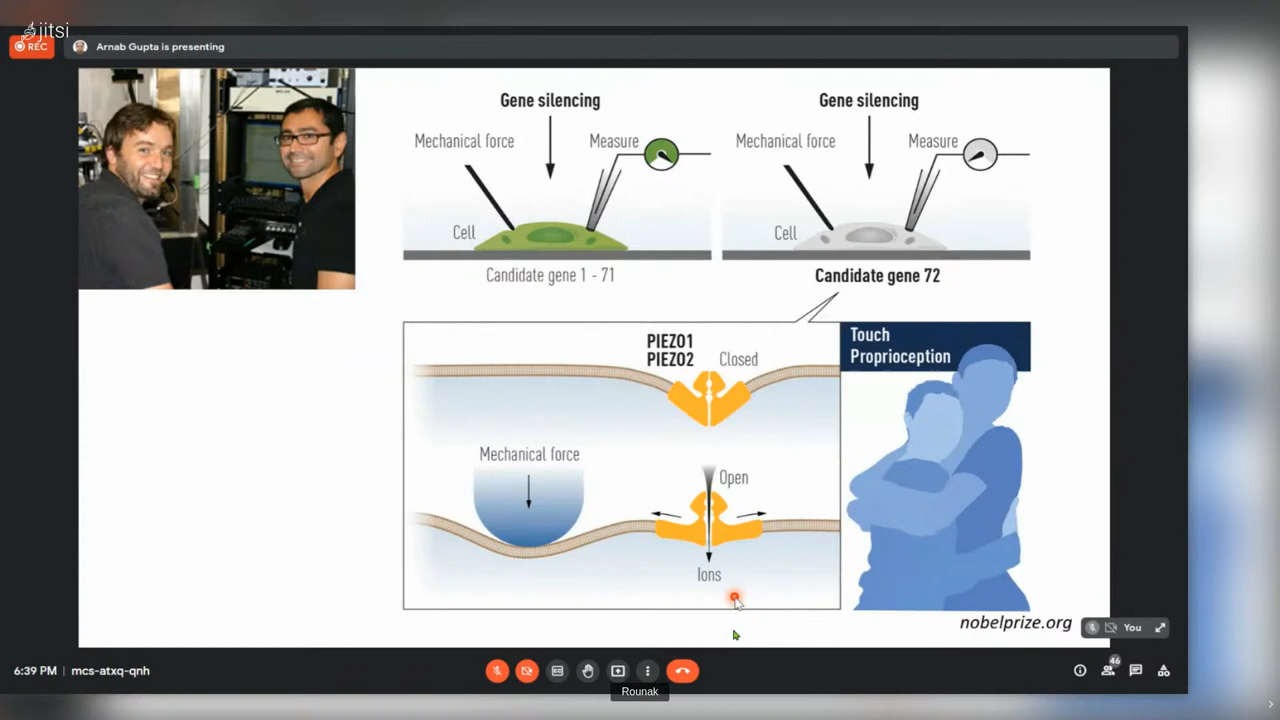 jitsi
REC
Arnab Gupta is presenting
Gene silencing
Mechanical force
Measure
Cell
Candidate gene 1 - 71
Gene silencing
Mechanical force
Measure
Cell
Candidate gene 72
PIEZO1
PIEZO2
Closed
Mechanical force
Open
Ions
Touch
Proprioception
nobelprize.org
You
6:39 PM | mcs-atxq-qnh
46
Rounak